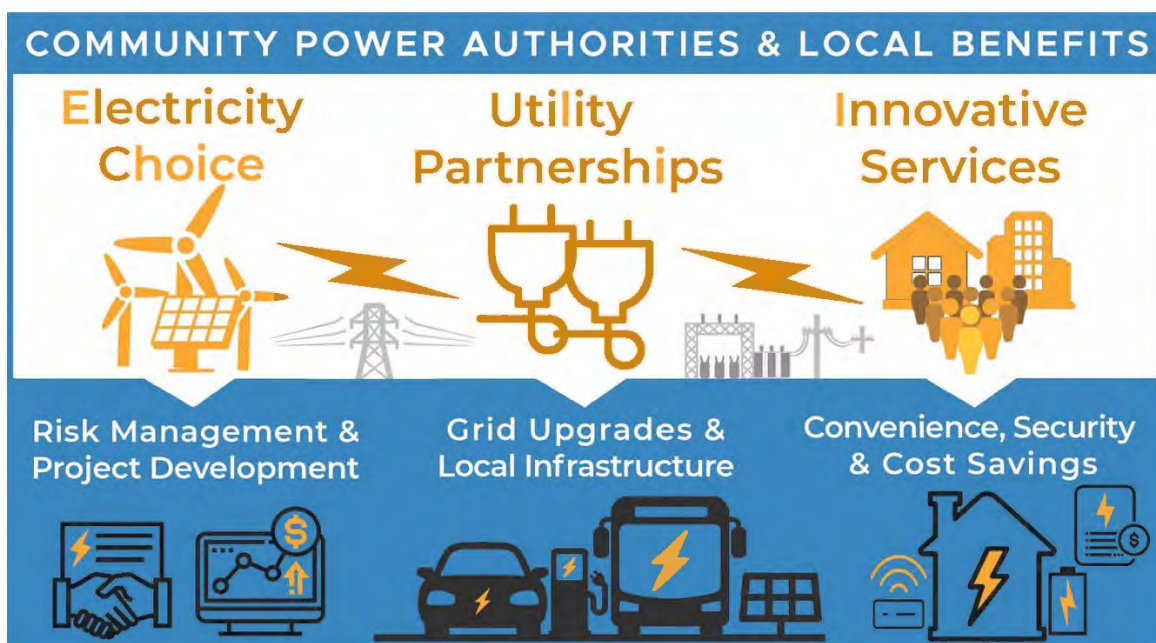 COMMUNITY POWER AUTHORITIES & LOCAL BENEFITS
Electricity
Choice
Utility
Partnerships
Innovative
Services
Risk Management &
Project Development
Grid Upgrades &
Local Infrastructure
Convenience, Security
& Cost Savings
$
$